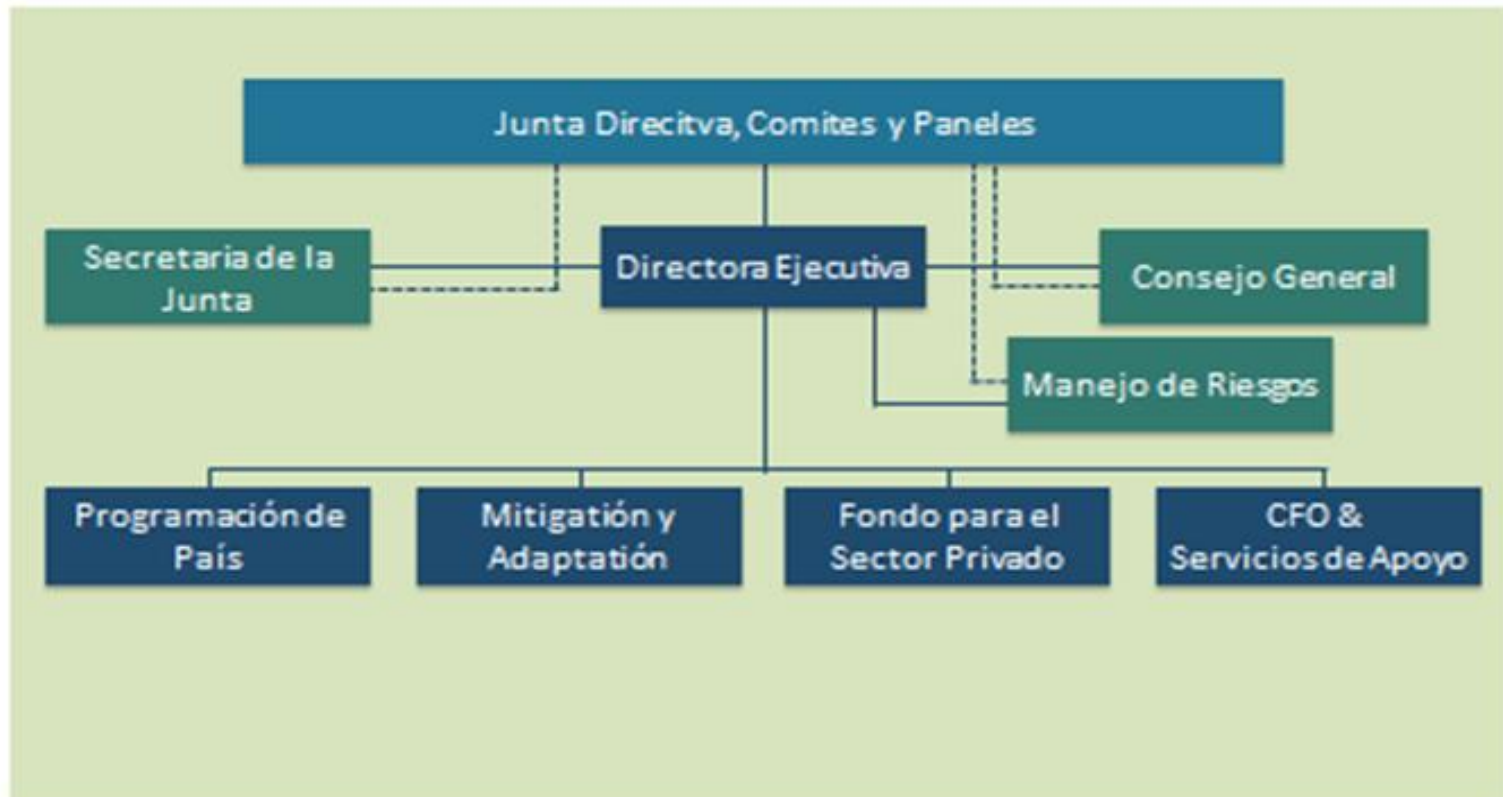 Junta Direcitva, Comites y Paneles
Secretaria de la
Junta
Directora Ejecutiva
Consejo General
Manejo de Riesgos
Programación de
País
Mitigatión y
Adaptatión
Fondo para el
Sector Privado
CFO &
Servicios de Apoyo